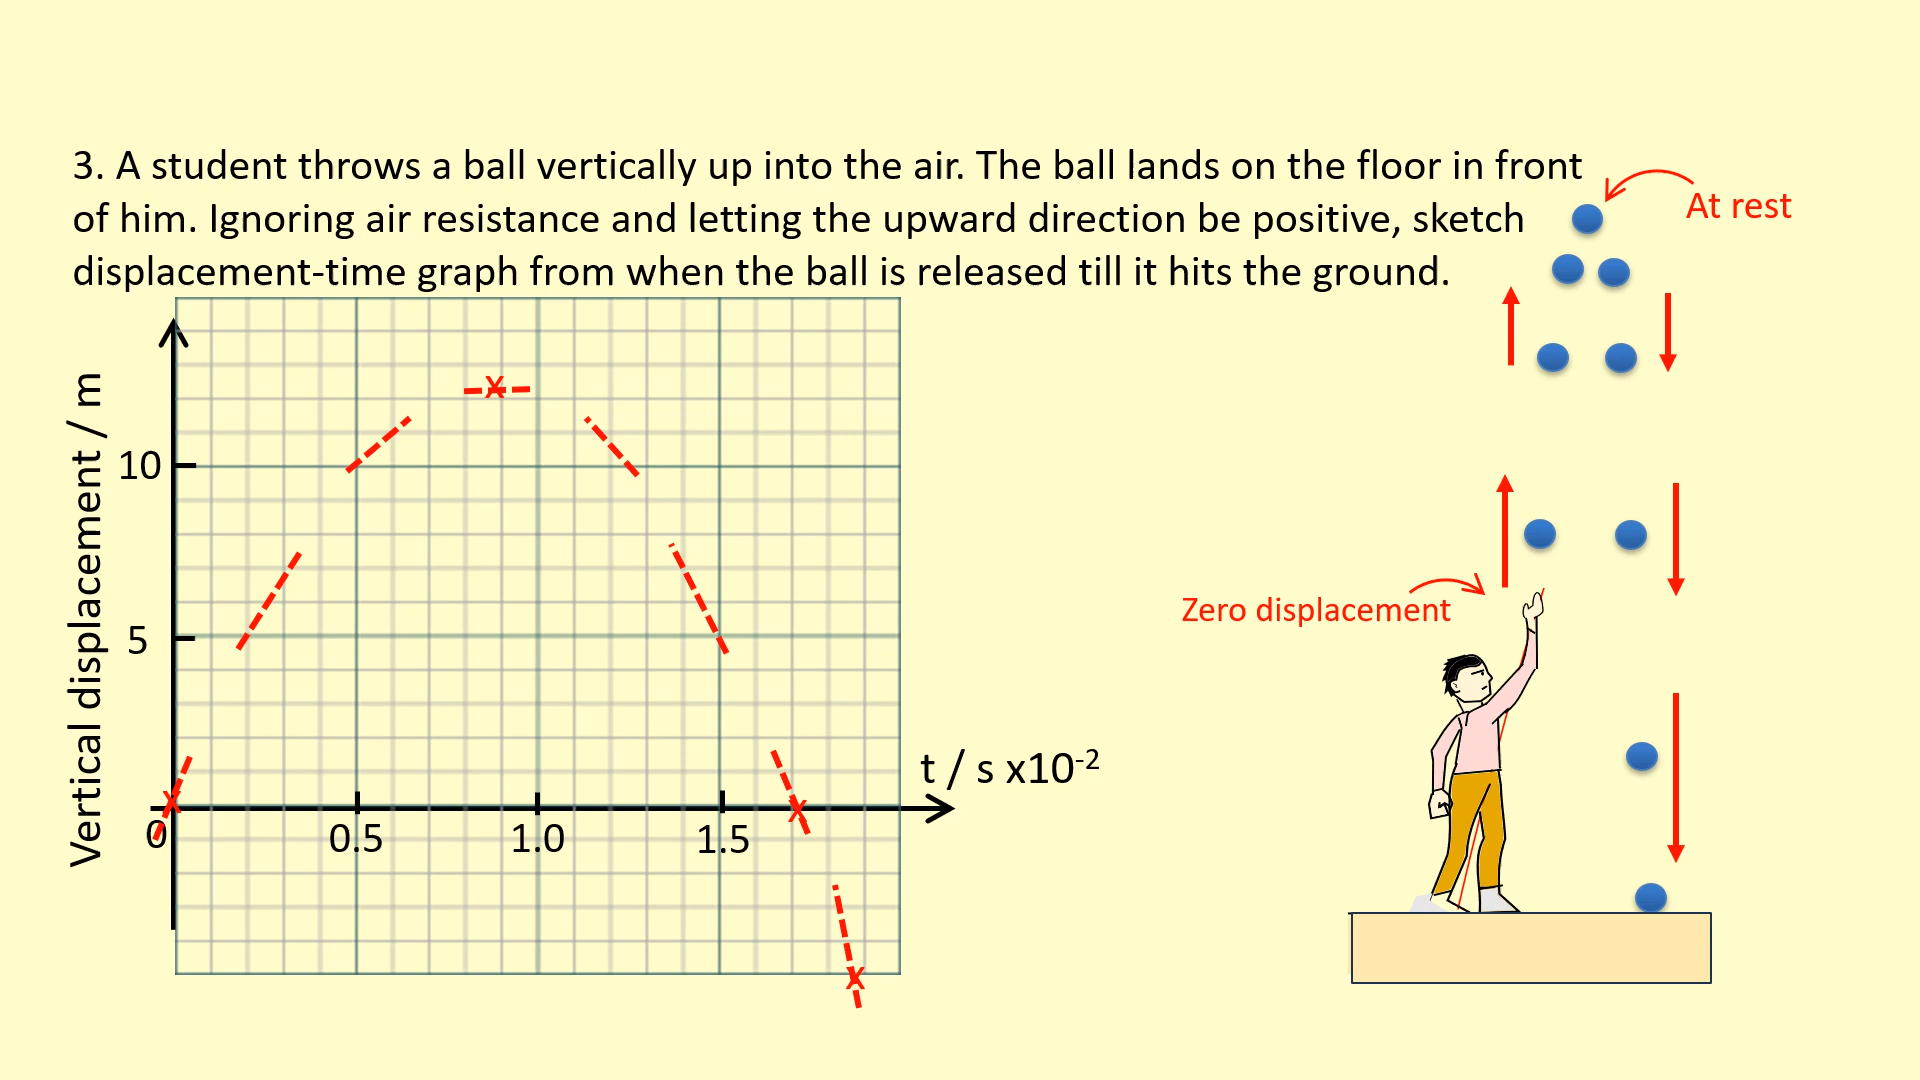 3. A student throws a ball vertically up into the air. The ball lands on the floor in front
of him. Ignoring air resistance and letting the upward direction be positive, sketch
displacement-time graph from when the ball is released till it hits the ground.
At rest
Vertical displacement / m
10
5
0
0.5
1.0
1.5
t / s x10⁻²
x
x
x
x
Zero displacement